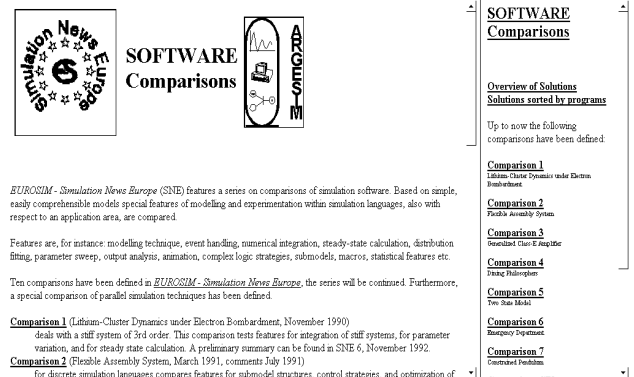 Simulation News Europe
SOFTWARE
Comparisons
ARGESIM
EUROSIM - Simulation News Europe (SNE) features a series on comparisons of simulation software. Based on simple,
easily comprehensible models special features of modelling and experimentation within simulation languages, also with
respect to an application area, are compared.
Features are, for instance: modelling technique, event handling, numerical integration, steady-state calculation, distribution
fitting, parameter sweep, output analysis, animation, complex logic strategies, submodels, macros, statistical features etc.
Ten comparisons have been defined in EUROSIM - Simulation News Europe, the series will be continued. Furthermore,
a special comparison of parallel simulation techniques has been defined.
Comparison 1 (Lithium-Cluster Dynamics under Electron Bombardment, November 1990)
deals with a stiff system of 3rd order. This comparison tests features for integration of stiff systems, for parameter
variation, and for steady state calculation. A preliminary summary can be found in SNE 6, November 1992.
Comparison 2 (Flexible Assembly System, March 1991, comments July 1991)
for discrete simulation languages compares features for submodel structures, control strategies, and optimization of
SOFTWARE
Comparisons
Overview of Solutions
Solutions sorted by programs
Up to now the following
comparisons have been defined:
Comparison 1
Lithium-Cluster Dynamics under Electron
Bombardment
Comparison 2
Flexible Assembly System
Comparison 3
Generalized Class-E Amplifier
Comparison 4
Dining Philosophers
Comparison 5
Two State Model
Comparison 6
Emergency Department
Comparison 7
Constrained Pendulum